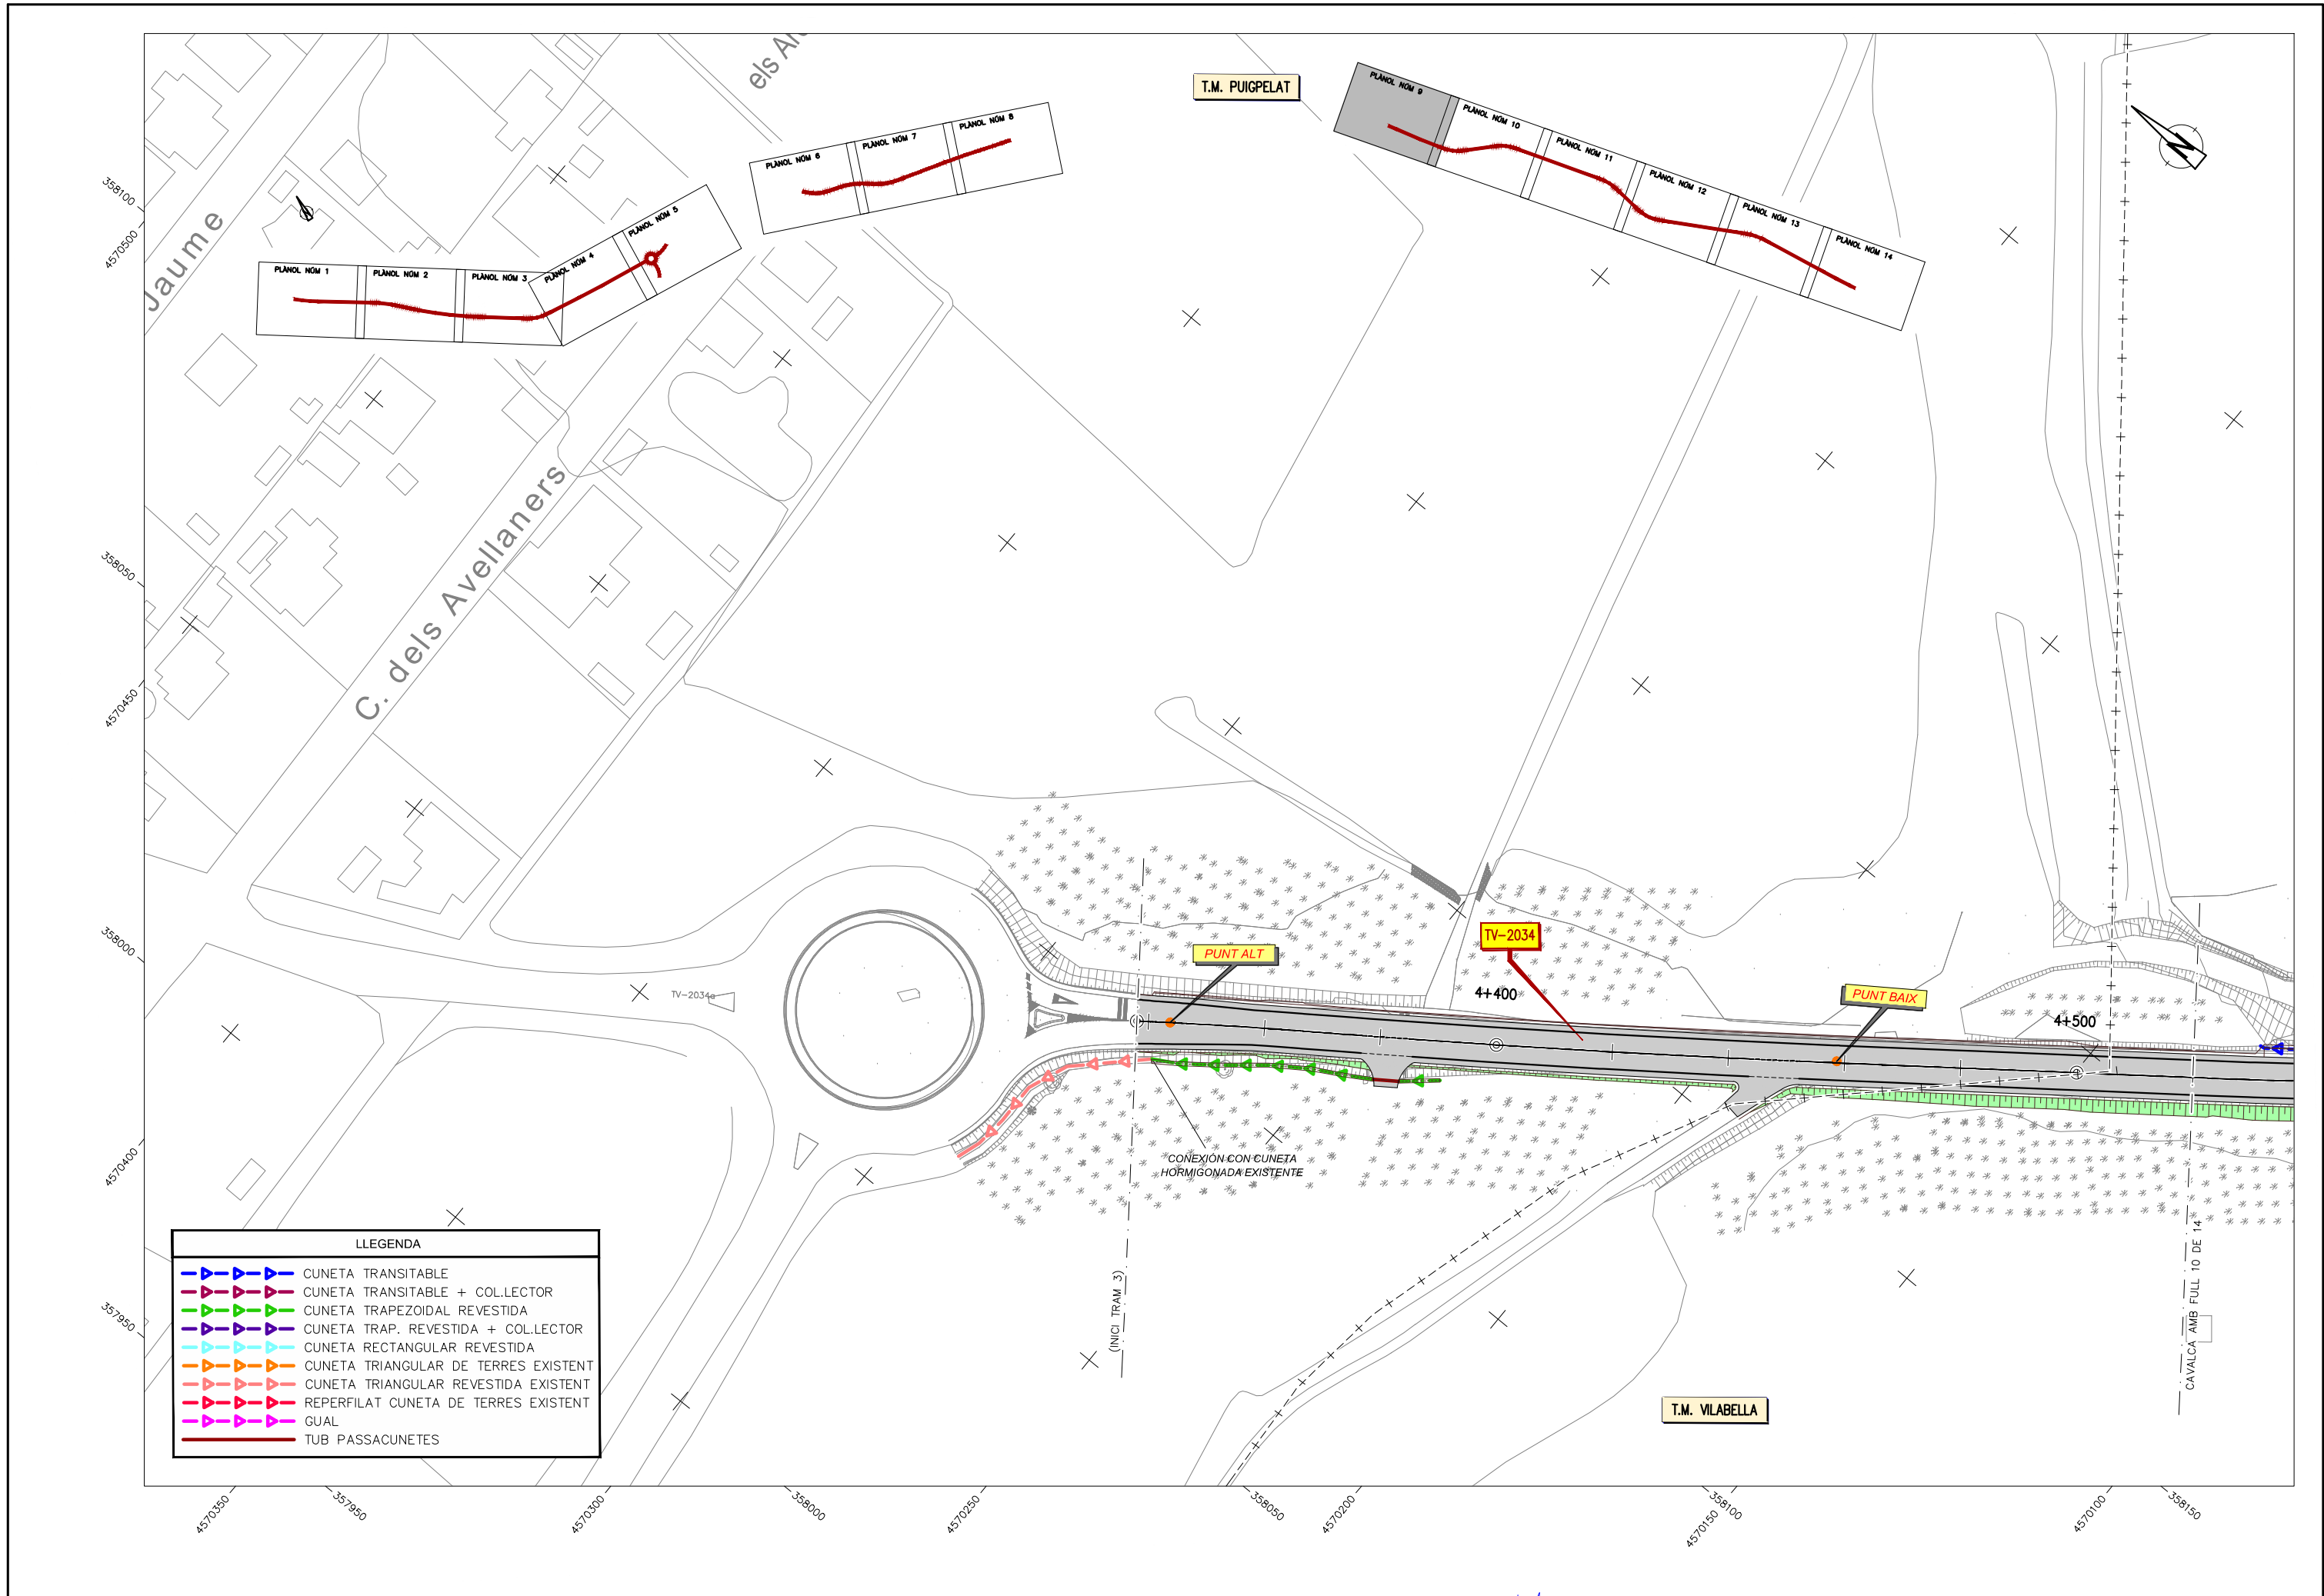 els
T.M. PUIGPELAT
PLÀNOL NÚM 9
PLÀNOL NÚM 10
PLÀNOL NÚM 11
PLÀNOL NÚM 12
PLÀNOL NÚM 13
PLÀNOL NÚM 14
PLÀNOL NÚM 6
PLÀNOL NÚM 7
PLÀNOL NÚM 8
PLÀNOL NÚM 1
PLÀNOL NÚM 2
PLÀNOL NÚM 3
PLÀNOL NÚM 4
PLÀNOL NÚM 5
N
358100
4570500
Jaume
358050
C. dels Avellaners
4570450
358000
TV-2034a
PUNT ALT
TV-2034
4+400
PUNT BAIX
4+500
4570400
CONEXIÓN CON CUNETA
HORMIGONADA EXISTENTE
357950
(INICI TRAM 3)
CAVALCA AMB FULL 10 DE 14
T.M. VILABELLA
LLEGENDA
CUNETA TRANSITABLE
CUNETA TRANSITABLE + COL.LECTOR
CUNETA TRAPEZOIDAL REVESTIDA
CUNETA TRAP. REVESTIDA + COL.LECTOR
CUNETA RECTANGULAR REVESTIDA
CUNETA TRIANGULAR DE TERRES EXISTENT
CUNETA TRIANGULAR REVESTIDA EXISTENT
REPERFILAT CUNETA DE TERRES EXISTENT
GUAL
TUB PASSACUNETES
4570350
357950
4570300
358000
4570250
358050
4570200
358100
4570150
4570100
358150